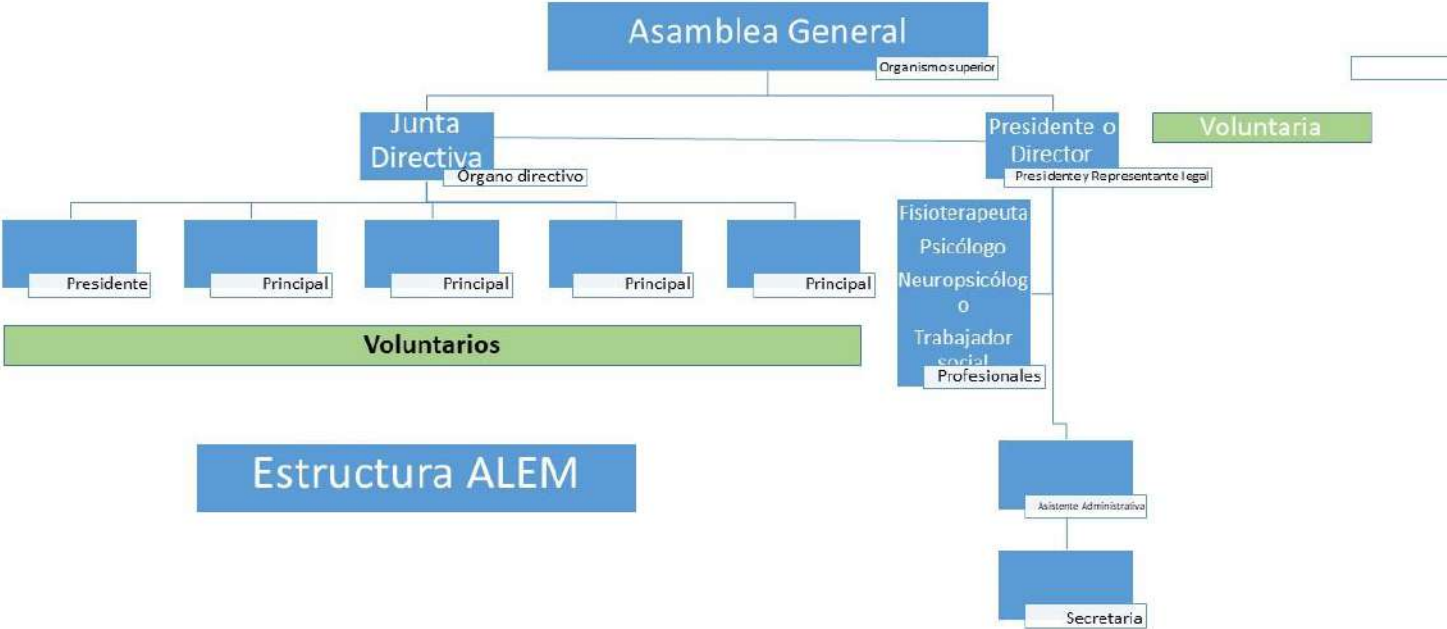 Asamblea General
Organismo superior
Junta
Directiva
Órgano directivo
Presidente o
Director
Presidente y Representante legal
Voluntaria
Presidente
Principal
Principal
Principal
Principal
Voluntarios
Fisioterapeuta
Psicólogo
Neuropsicólog
o
Trabajador
social
Profesionales
Estructura ALEM
Asistente Administrativa
Secretaria